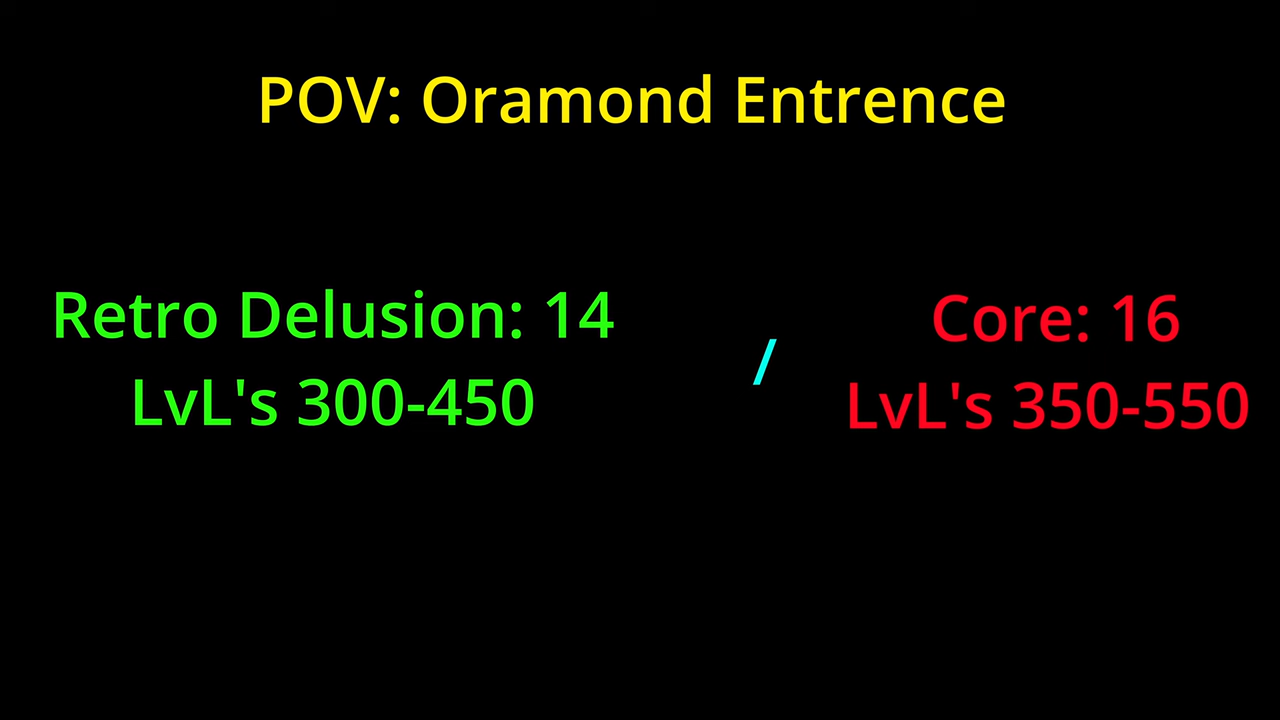 POV: Oramond Entrence
Retro Delusion: 14
LvL's 300-450
/
Core: 16
LvL's 350-550